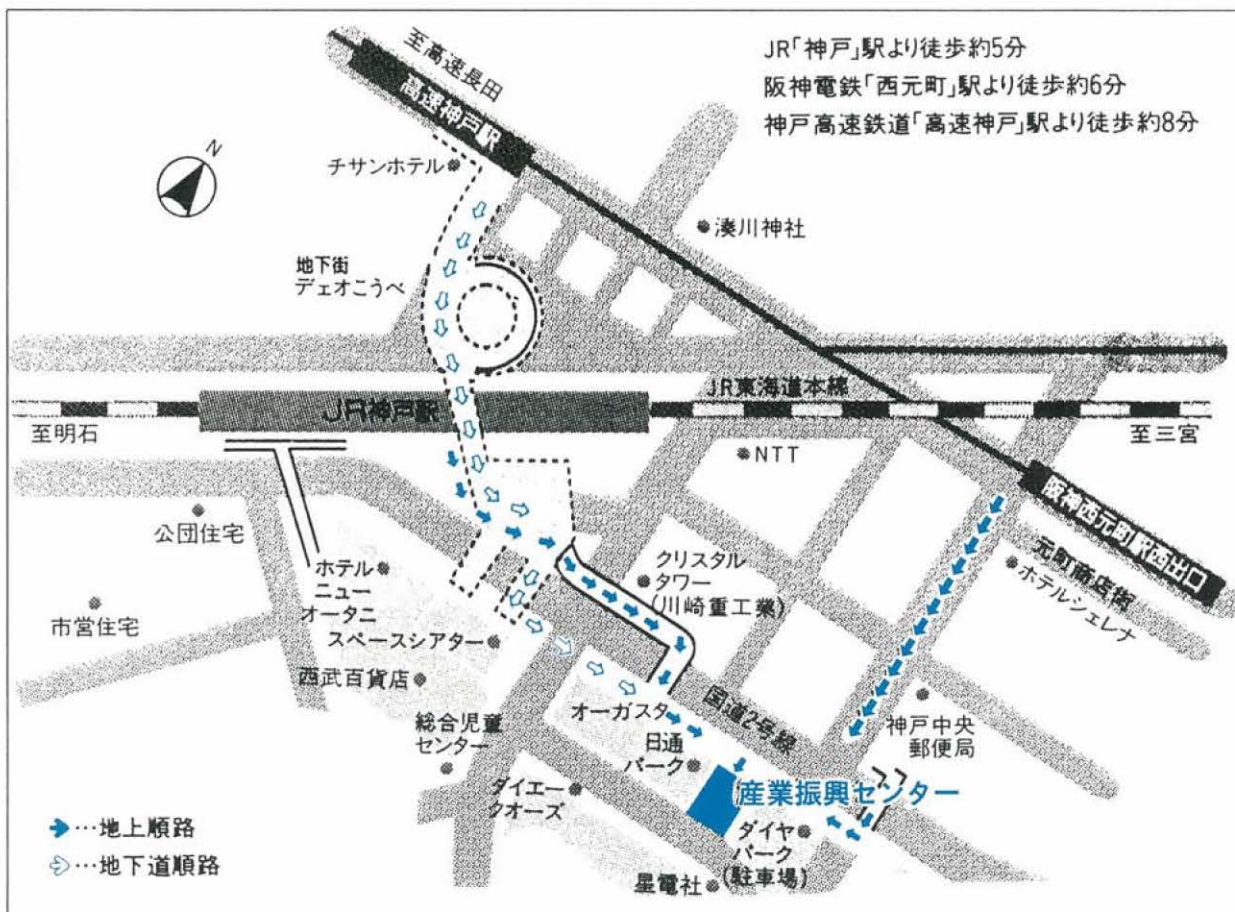 JR「神戸」駅より徒歩約5分
阪神電鉄「西元町」駅より徒歩約6分
神戸高速鉄道「高速神戸」駅より徒歩約8分
至高速長田
高速神戸駅
N
チサンホテル
湊川神社
地下街
デェオこうべ
JR東海道本線
JR神戸駅
至明石
至三宮
NTT
阪神西元町駅西出口
公団住宅
元町商店街
ホテルシェレナ
クリスタル
タワー
(川崎重工業)
ホテル
ニュー
オータニ
市営住宅
スペースシアター
西武百貨店
オーガスタ
国道2号線
神戸中央
郵便局
総合児童
センター
日通
パーク
産業振興センター
ダイエー
クオーズ
ダイヤ
パーク
(駐車場)
星電社
…地上順路
…地下道順路